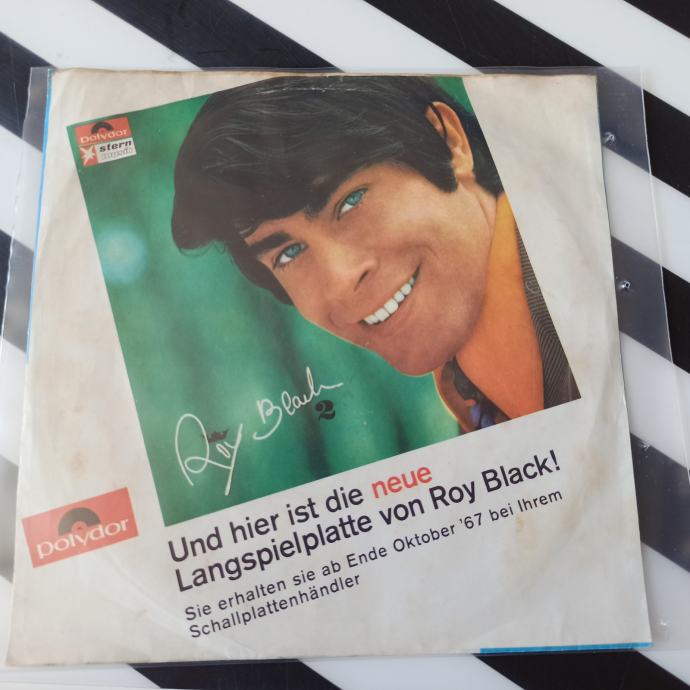 polydor
stern
musik
Roy Black
2
polydor
Und hier ist die neue
Langspielplatte von Roy Black!
Sie erhalten sie ab Ende Oktober '67 bei Ihrem
Schallplattenhändler